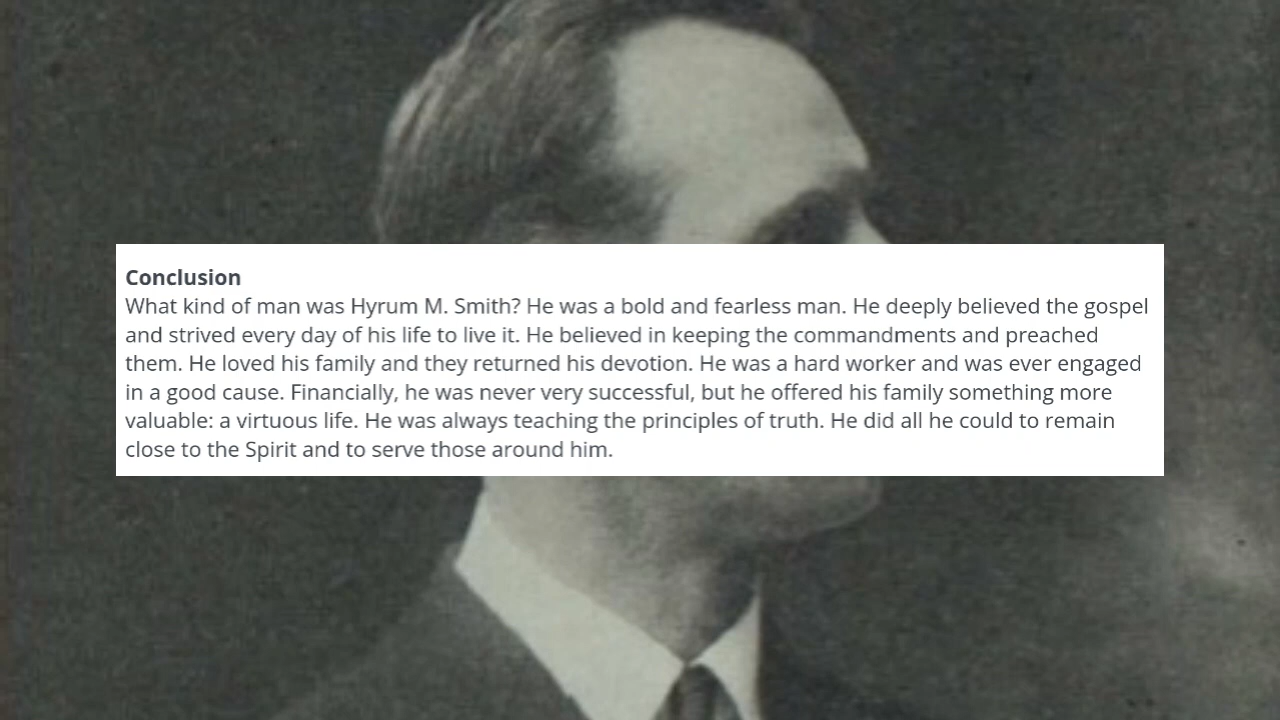 Conclusion
What kind of man was Hyrum M. Smith? He was a bold and fearless man. He deeply believed the gospel
and strived every day of his life to live it. He believed in keeping the commandments and preached
them. He loved his family and they returned his devotion. He was a hard worker and was ever engaged
in a good cause. Financially, he was never very successful, but he offered his family something more
valuable: a virtuous life. He was always teaching the principles of truth. He did all he could to remain
close to the Spirit and to serve those around him.